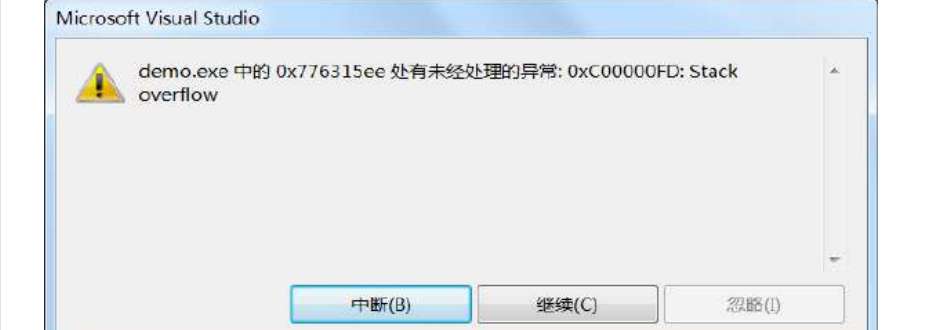 Microsoft Visual Studio
demo.exe 中的 0x776315ee 处有未经处理的异常: 0xC00000FD: Stack
overflow
中断(B)
继续(C)
忽略(I)